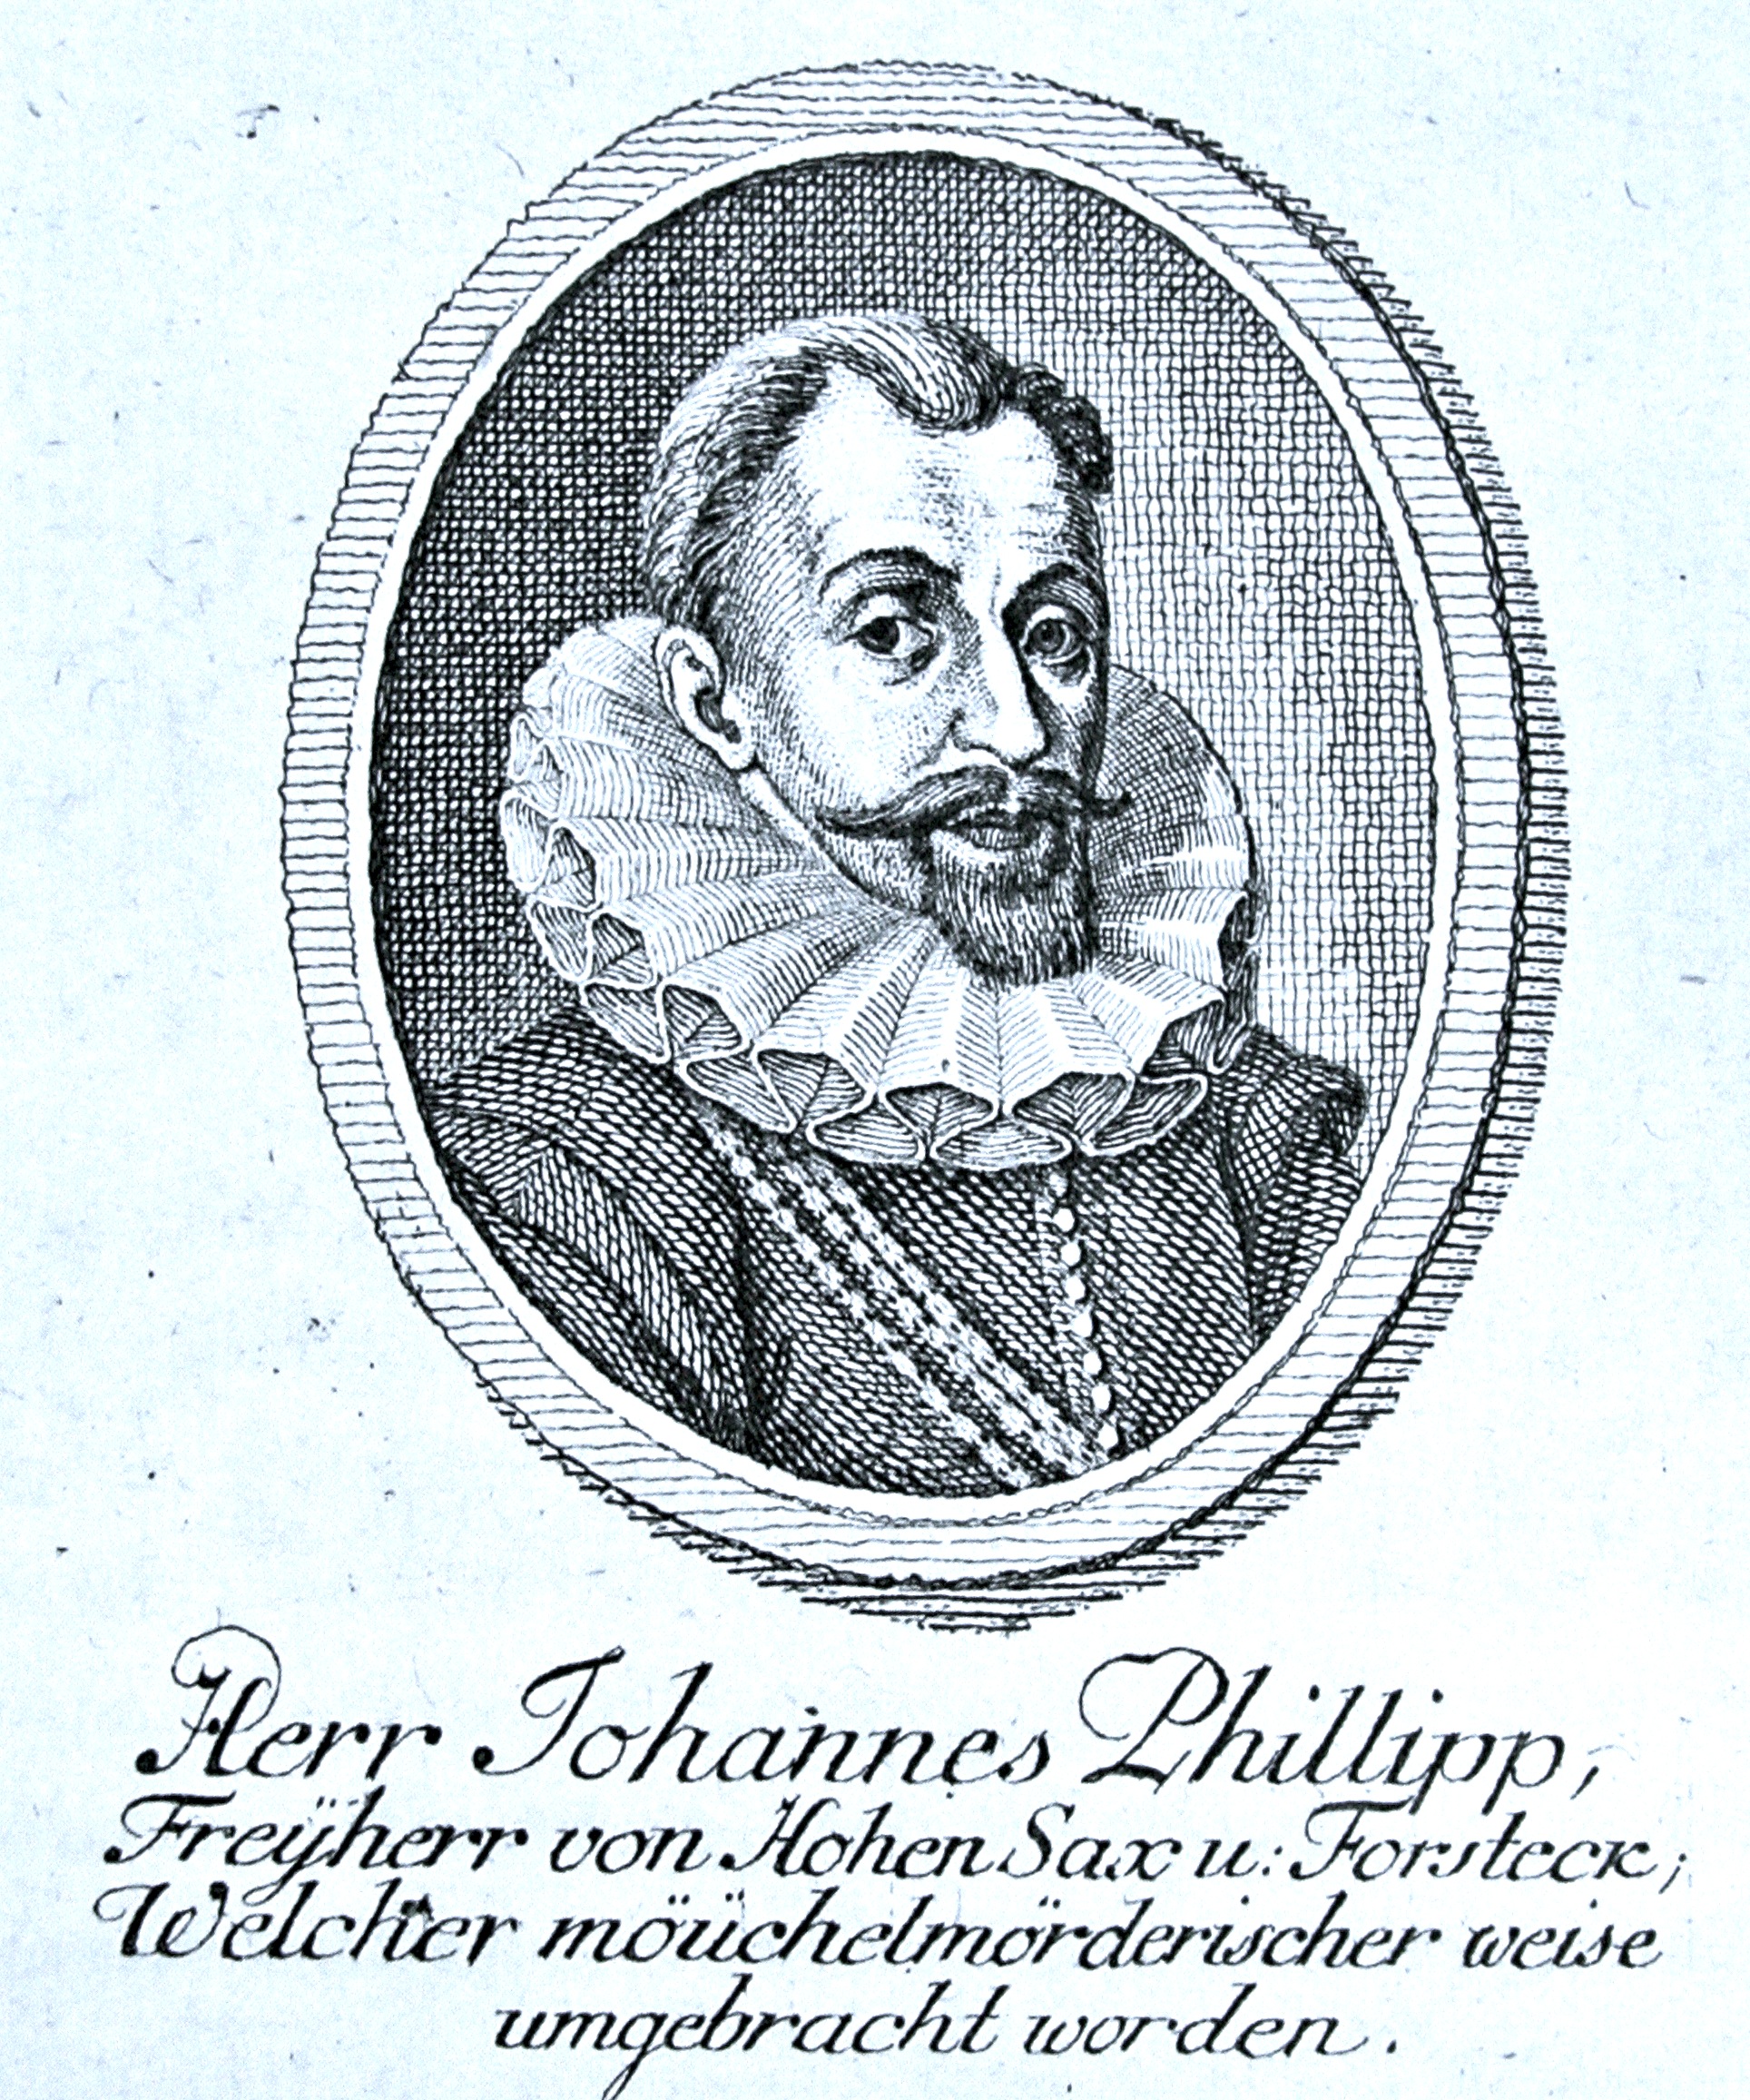 Herr Johannes Phillipp,
Freÿherr von Hohen Sax u: Forsteck;
Welcher möüchelmörderischer weise
umgebracht worden.